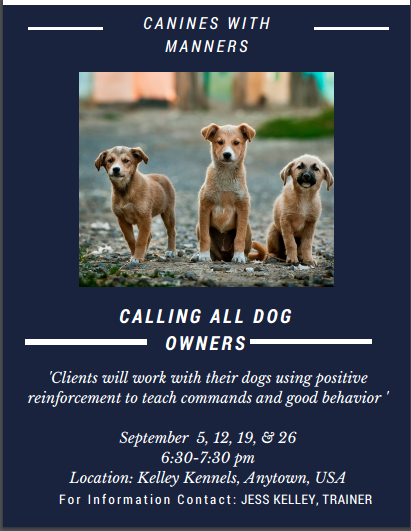 CANINES WITH
MANNERS
CALLING ALL DOG
OWNERS
'Clients will work with their dogs using positive
reinforcement to teach commands and good behavior '
September  5, 12, 19, & 26
6:30-7:30 pm
Location: Kelley Kennels, Anytown, USA
For Information Contact: JESS KELLEY, TRAINER